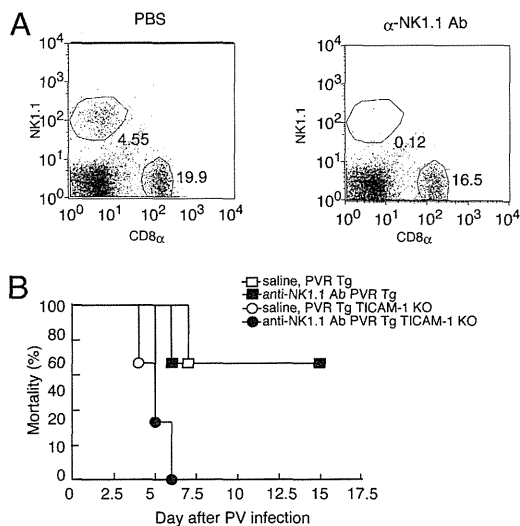 A
PBS
α-NK1.1 Ab
NK1.1
10⁴
10³
10²
10¹
10⁰
4.55
19.9
10⁰ 10¹ 10² 10³ 10⁴
CD8α
NK1.1
10⁴
10³
10²
10¹
10⁰
0.12
16.5
10⁰ 10¹ 10² 10³ 10⁴
CD8α
B
saline, PVR Tg
anti-NK1.1 Ab PVR Tg
saline, PVR Tg TICAM-1 KO
anti-NK1.1 Ab PVR Tg TICAM-1 KO
Mortality (%)
100
80
60
40
20
10
0
0 2.5 5 7.5 10 12.5 15 17.5
Day after PV infection